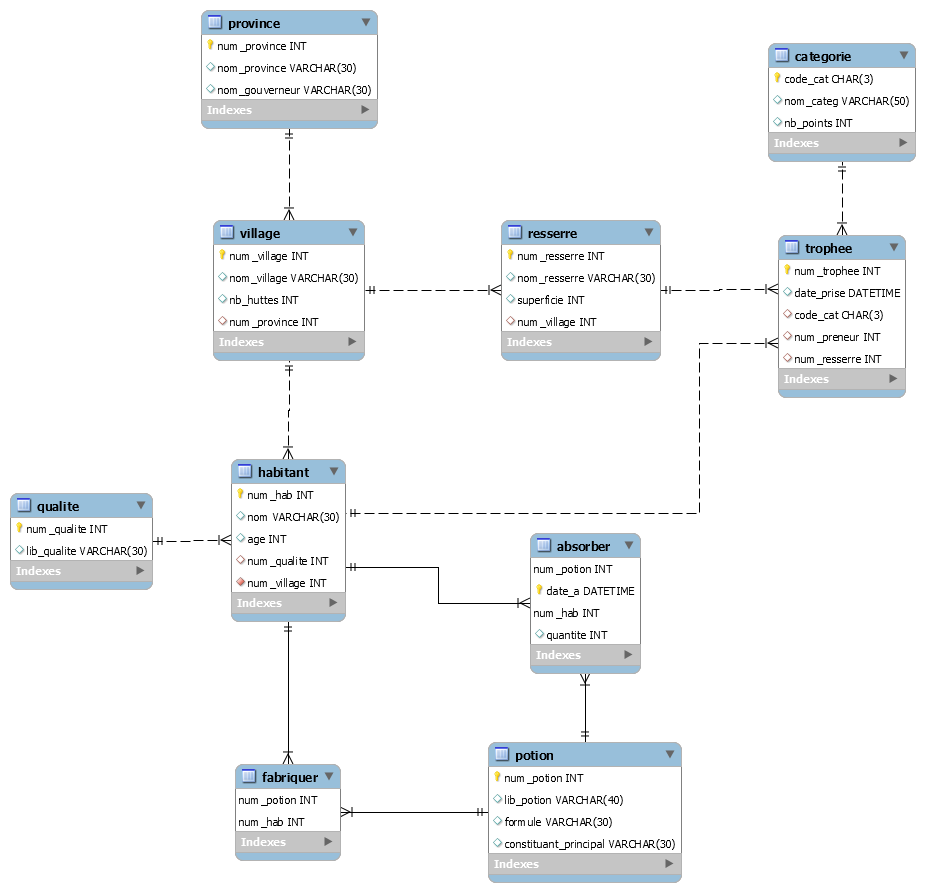 province
num_province INT
nom_province VARCHAR(30)
nom_gouverneur VARCHAR(30)
Indexes
categorie
code_cat CHAR(3)
nom_categ VARCHAR(50)
nb_points INT
Indexes
village
num_village INT
nom_village VARCHAR(30)
nb_huttes INT
num_province INT
Indexes
resserre
num_resserre INT
nom_resserre VARCHAR(30)
superficie INT
num_village INT
Indexes
trophee
num_trophee INT
date_prise DATETIME
code_cat CHAR(3)
num_preneur INT
num_resserre INT
Indexes
qualite
num_qualite INT
lib_qualite VARCHAR(30)
Indexes
habitant
num_hab INT
nom VARCHAR(30)
age INT
num_qualite INT
num_village INT
Indexes
absorber
num_potion INT
date_a DATETIME
num_hab INT
quantite INT
Indexes
fabriquer
num_potion INT
num_hab INT
Indexes
potion
num_potion INT
lib_potion VARCHAR(40)
formule VARCHAR(30)
constituant_principal VARCHAR(30)
Indexes